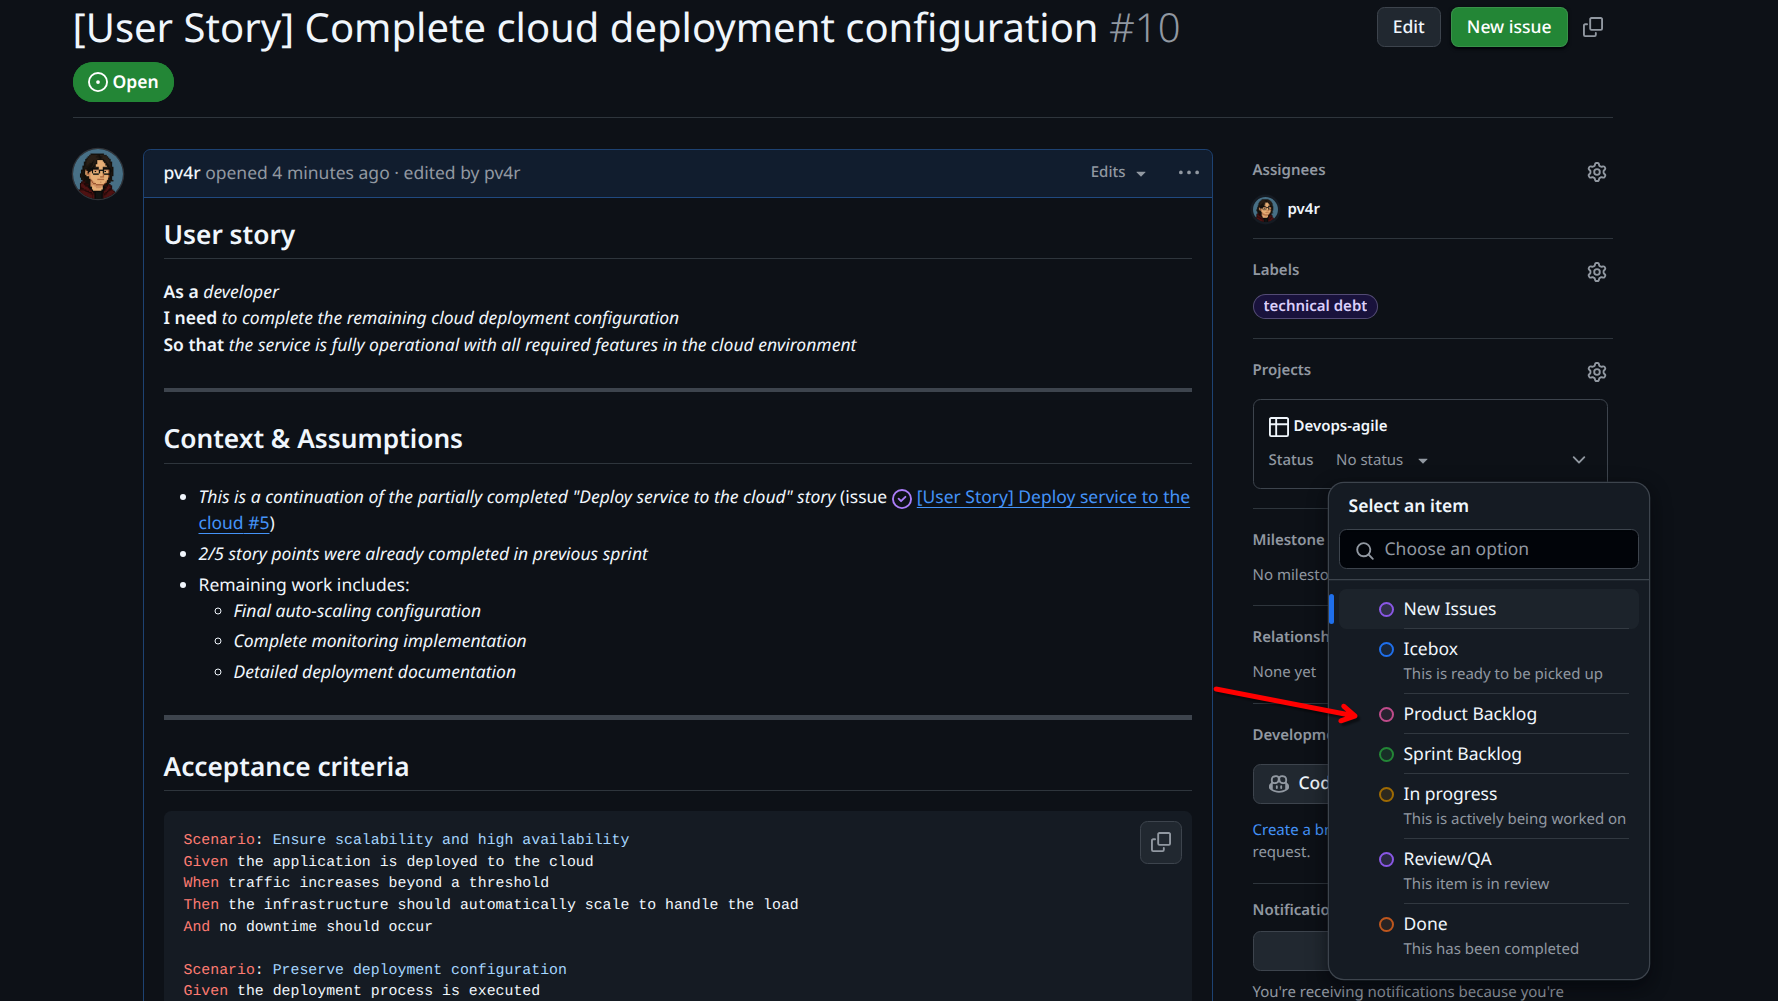 [User Story] Complete cloud deployment configuration #10
Edit
New issue
Open
pv4r opened 4 minutes ago · edited by pv4r
Edits
User story
As a developer
I need to complete the remaining cloud deployment configuration
So that the service is fully operational with all required features in the cloud environment
Context & Assumptions
This is a continuation of the partially completed "Deploy service to the cloud" story (issue [User Story] Deploy service to the
cloud #5)
2/5 story points were already completed in previous sprint
Remaining work includes:
Final auto-scaling configuration
Complete monitoring implementation
Detailed deployment documentation
Acceptance criteria
Scenario: Ensure scalability and high availability
Given the application is deployed to the cloud
When traffic increases beyond a threshold
Then the infrastructure should automatically scale to handle the load
And no downtime should occur
Scenario: Preserve deployment configuration
Given the deployment process is executed
Assignees
pv4r
Labels
technical debt
Projects
Devops-agile
Status No status
Milestone
No milesto
Relationsh
None yet
Developm
Cod
Create a br
request.
Notificatio
You're receiving notifications because you're
Select an item
Choose an option
New Issues
Icebox
This is ready to be picked up
Product Backlog
Sprint Backlog
In progress
This is actively being worked on
Review/QA
This item is in review
Done
This has been completed